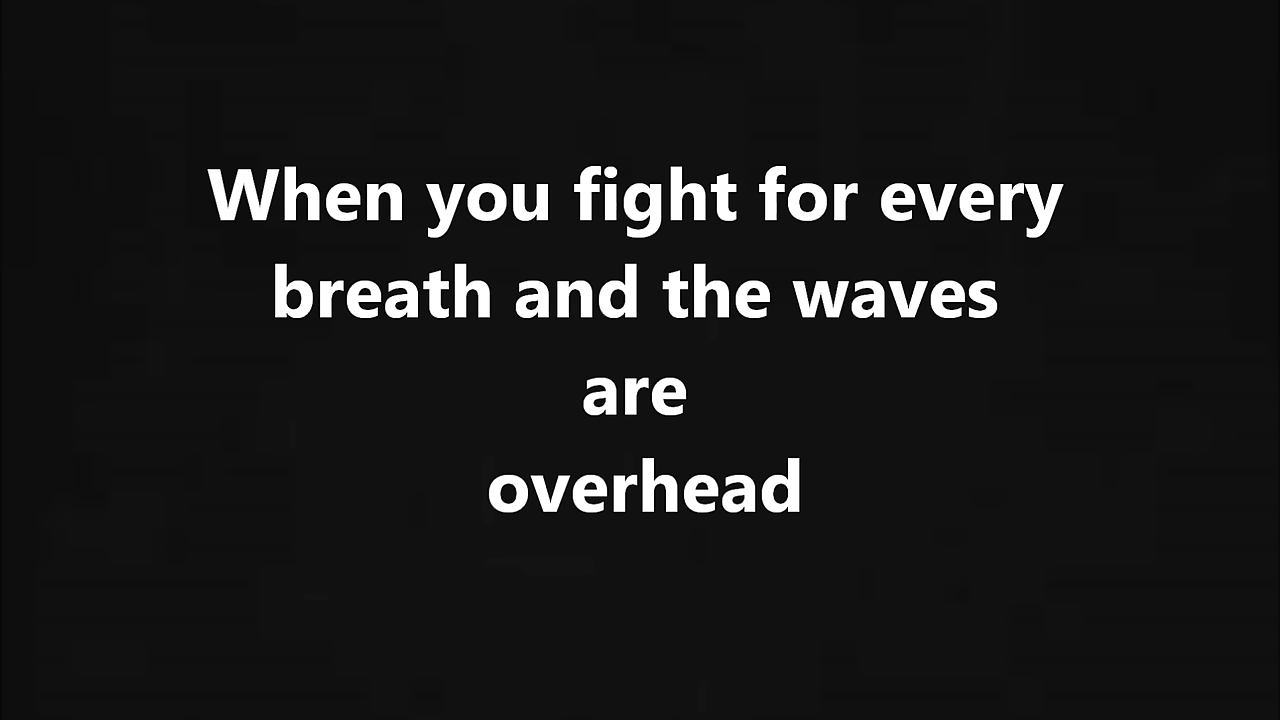 When you fight for every
breath and the waves
are
overhead